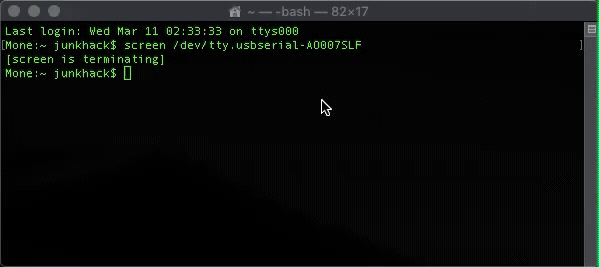 ~ — -bash — 82×17
Last login: Wed Mar 11 02:33:33 on ttys000
[Mone:~ junkhack$ screen /dev/tty.usbserial-AO007SLF ]
[screen is terminating]
Mone:~ junkhack$